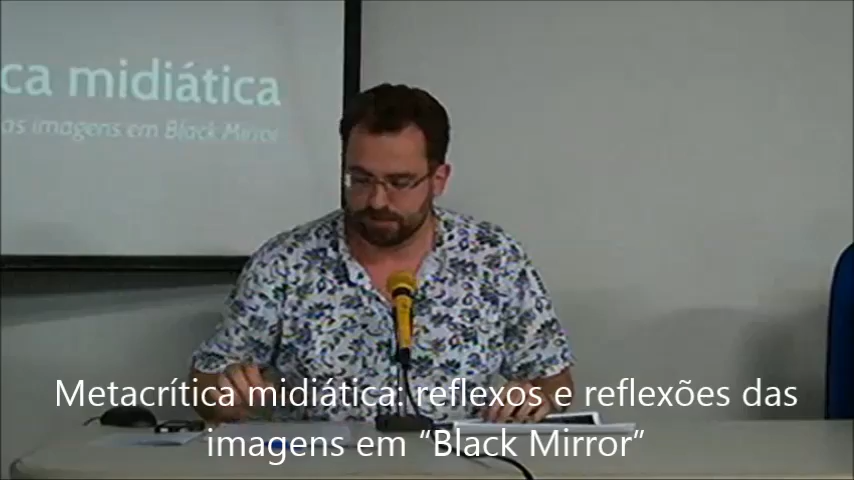 ca midiática
as imagens em Black Mirror
Metacrítica midiática: reflexos e reflexões das
imagens em “Black Mirror”